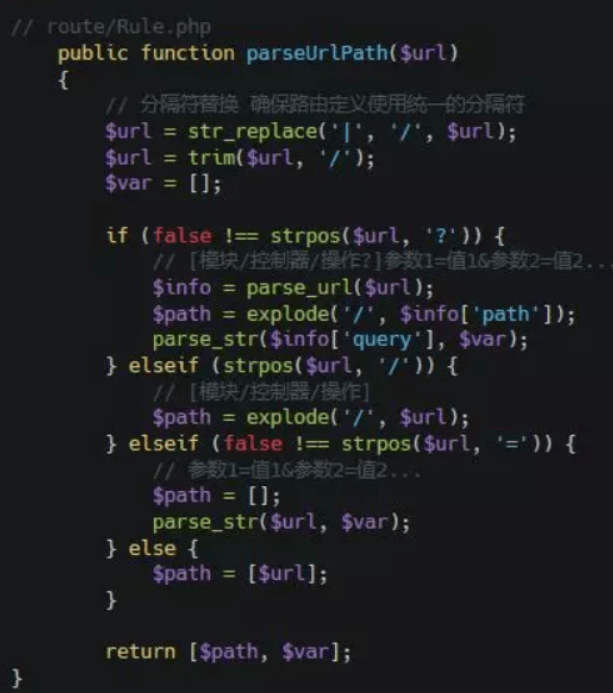 // route/Rule.php
public function parseUrlPath($url)
{
// 分隔符替换 确保路由定义使用统一的分隔符
$url = str_replace('|', '/', $url);
$url = trim($url, '/');
$var = [];
if (false !== strpos($url, '?')) {
// [模块/控制器/操作?]参数1=值1&参数2=值2...
$info = parse_url($url);
$path = explode('/', $info['path']);
parse_str($info['query'], $var);
} elseif (strpos($url, '/')) {
// [模块/控制器/操作]
$path = explode('/', $url);
} elseif (false !== strpos($url, '=')) {
// 参数1=值1&参数2=值2...
$path = [];
parse_str($url, $var);
} else {
$path = [$url];
}
return [$path, $var];
}